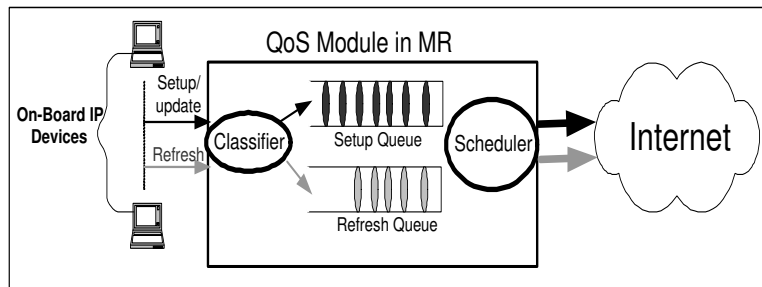 QoS Module in MR
Setup/
update
On-Board IP
Devices
Refresh
Classifier
Setup Queue
Refresh Queue
Scheduler
Internet